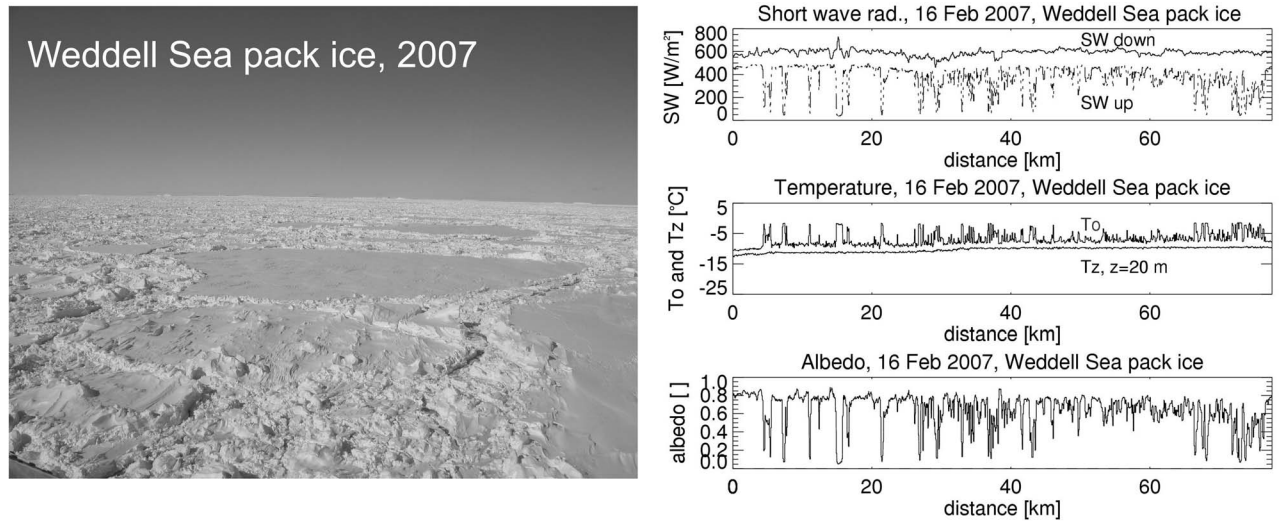 Weddell Sea pack ice, 2007
Short wave rad., 16 Feb 2007, Weddell Sea pack ice
SW [W/m²]
800
600
400
200
0
SW down
SW up
0 20 40 60
distance [km]
Temperature, 16 Feb 2007, Weddell Sea pack ice
To and Tz [°C]
5
-5
-15
-25
To
Tz, z=20 m
0 20 40 60
distance [km]
Albedo, 16 Feb 2007, Weddell Sea pack ice
albedo [ ]
1.0
0.8
0.6
0.4
0.2
0.0
0 20 40 60
distance [km]